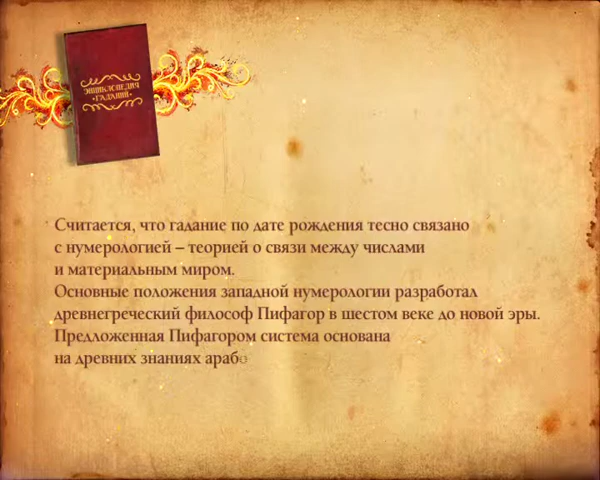 ЭНЦИКЛОПЕДИЯ
«ГАДАНИЙ»
Считается, что гадание по дате рождения тесно связано
с нумерологией – теорией о связи между числами
и материальным миром.
Основные положения западной нумерологии разработал
древнегреческий философ Пифагор в шестом веке до новой эры.
Предложенная Пифагором система основана
на древних знаниях араб